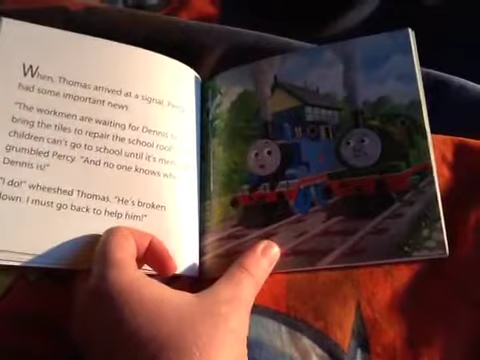 When Thomas arrived at a signal, Percy
had some important news.
"The workmen are waiting for Dennis to
bring the tiles to repair the school roof
children can't go to school until it's
grumbled Percy. "And no one knows
Dennis is!"
"I do!" wheeshed Thomas. "He's broken
down. I must go back to help him!"